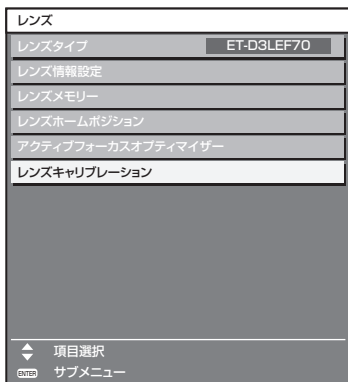 レンズ
レンズタイプ ET-D3LEF70
レンズ情報設定
レンズメモリー
レンズホームポジション
アクティブフォーカスオプティマイザー
レンズキャリブレーション
項目選択
ENTER サブメニュー